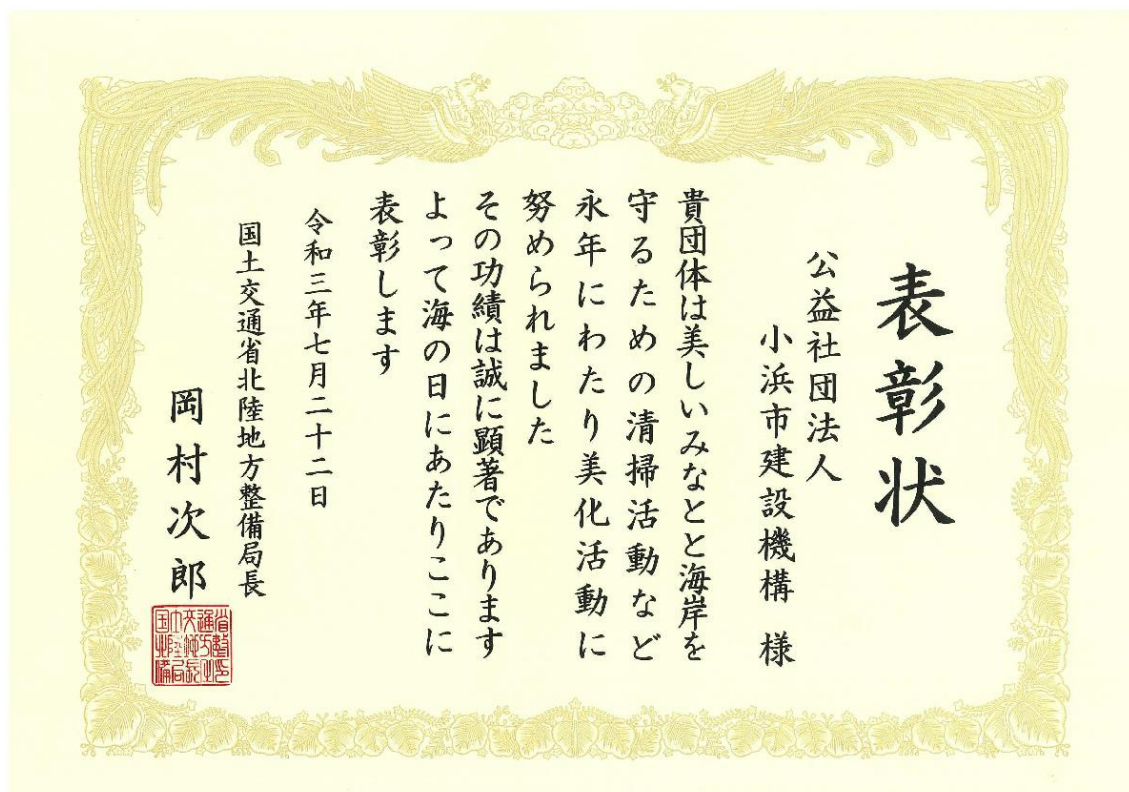 表彰状
公益社団法人
小浜市建設機構 様
貴団体は美しいみなとと海岸を
守るための清掃活動など
永年にわたり美化活動に
努められました
その功績は誠に顕著であります
よって海の日にあたりここに
表彰します
令和三年七月二十二日
国土交通省北陸地方整備局長
岡村次郎